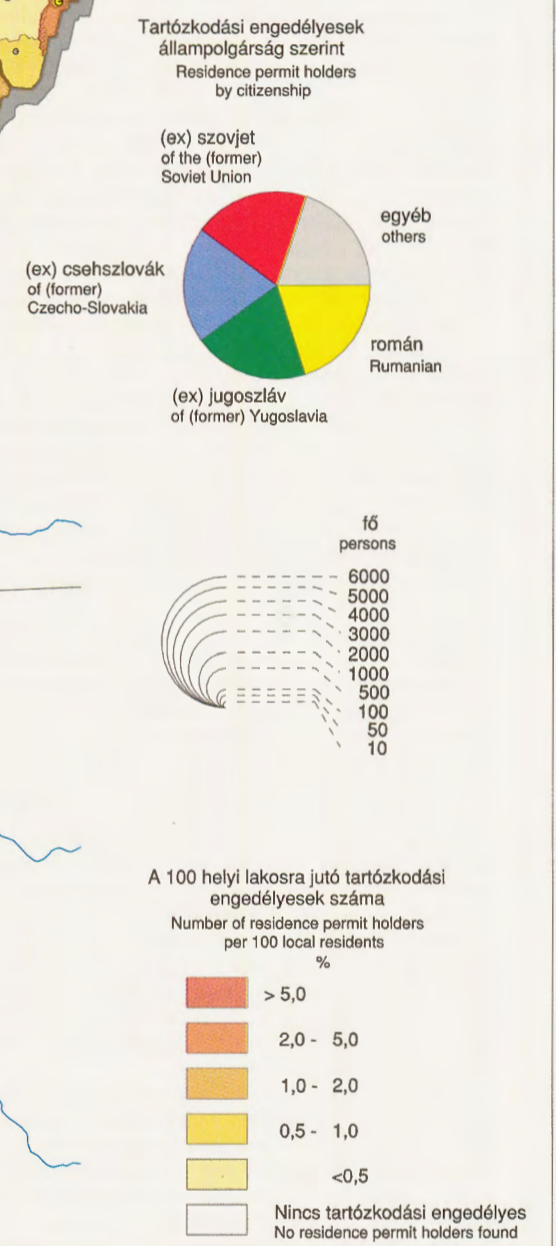 Tartózkodási engedélyesek
állampolgárság szerint
Residence permit holders
by citizenship
(ex) szovjet
of the (former)
Soviet Union
egyéb
others
(ex) csehszlovák
of (former)
Czecho-Slovakia
román
Rumanian
(ex) jugoszláv
of (former) Yugoslavia
fő
persons
6000
5000
4000
3000
2000
1000
500
100
50
10
A 100 helyi lakosra jutó tartózkodási
engedélyesek száma
Number of residence permit holders
per 100 local residents
%
> 5,0
2,0 - 5,0
1,0 - 2,0
0,5 - 1,0
<0,5
Nincs tartózkodási engedélyes
No residence permit holders found